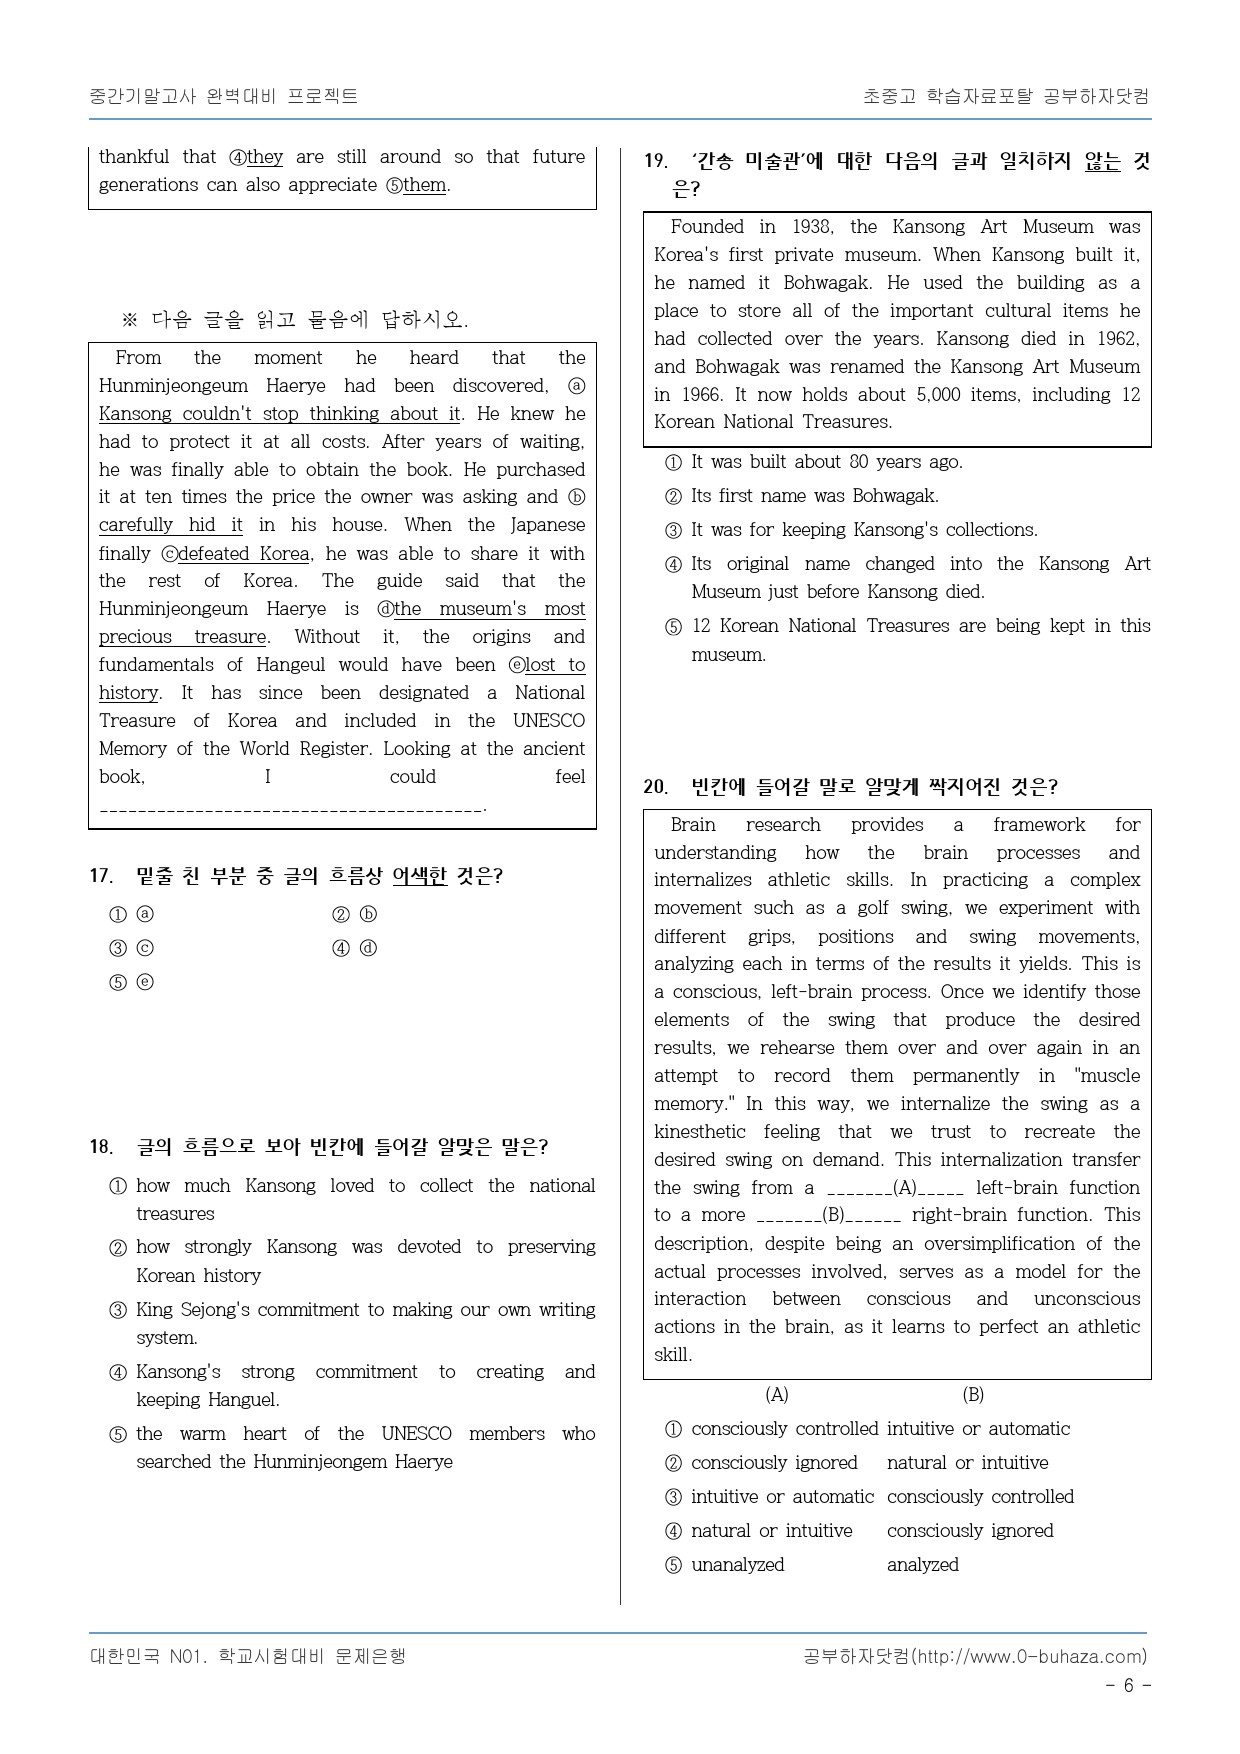 중간기말고사 완벽대비 프로젝트
초중고 학습자료포탈 공부하자닷컴
thankful that ④they are still around so that future
generations can also appreciate ⑤them.
※ 다음 글을 읽고 물음에 답하시오.
From the moment he heard that the
Hunminjeongeum Haerye had been discovered, ⓐ
Kansong couldn't stop thinking about it. He knew he
had to protect it at all costs. After years of waiting,
he was finally able to obtain the book. He purchased
it at ten times the price the owner was asking and ⓑ
carefully hid it in his house. When the Japanese
finally ⓒdefeated Korea, he was able to share it with
the rest of Korea. The guide said that the
Hunminjeongeum Haerye is ⓓthe museum's most
precious treasure. Without it, the origins and
fundamentals of Hangeul would have been ⓔlost to
history. It has since been designated a National
Treasure of Korea and included in the UNESCO
Memory of the World Register. Looking at the ancient
book, I could feel
________________________________________.
17. 밑줄 친 부분 중 글의 흐름상 어색한 것은?
① ⓐ ② ⓑ
③ ⓒ ④ ⓓ
⑤ ⓔ
18. 글의 흐름으로 보아 빈칸에 들어갈 알맞은 말은?
① how much Kansong loved to collect the national
treasures
② how strongly Kansong was devoted to preserving
Korean history
③ King Sejong's commitment to making our own writing
system.
④ Kansong's strong commitment to creating and
keeping Hanguel.
⑤ the warm heart of the UNESCO members who
searched the Hunminjeongem Haerye
19. ‘간송 미술관’에 대한 다음의 글과 일치하지 않는 것
은?
Founded in 1938, the Kansong Art Museum was
Korea's first private museum. When Kansong built it,
he named it Bohwagak. He used the building as a
place to store all of the important cultural items he
had collected over the years. Kansong died in 1962,
and Bohwagak was renamed the Kansong Art Museum
in 1966. It now holds about 5,000 items, including 12
Korean National Treasures.
① It was built about 80 years ago.
② Its first name was Bohwagak.
③ It was for keeping Kansong's collections.
④ Its original name changed into the Kansong Art
Museum just before Kansong died.
⑤ 12 Korean National Treasures are being kept in this
museum.
20. 빈칸에 들어갈 말로 알맞게 짝지어진 것은?
Brain research provides a framework for
understanding how the brain processes and
internalizes athletic skills. In practicing a complex
movement such as a golf swing, we experiment with
different grips, positions and swing movements,
analyzing each in terms of the results it yields. This is
a conscious, left-brain process. Once we identify those
elements of the swing that produce the desired
results, we rehearse them over and over again in an
attempt to record them permanently in "muscle
memory." In this way, we internalize the swing as a
kinesthetic feeling that we trust to recreate the
desired swing on demand. This internalization transfer
the swing from a _______(A)_____ left-brain function
to a more _______(B)______ right-brain function. This
description, despite being an oversimplification of the
actual processes involved, serves as a model for the
interaction between conscious and unconscious
actions in the brain, as it learns to perfect an athletic
skill.
(A) (B)
① consciously controlled intuitive or automatic
② consciously ignored natural or intuitive
③ intuitive or automatic consciously controlled
④ natural or intuitive consciously ignored
⑤ unanalyzed analyzed
대한민국 N01. 학교시험대비 문제은행
공부하자닷컴(http://www.0-buhaza.com)
- 6 -